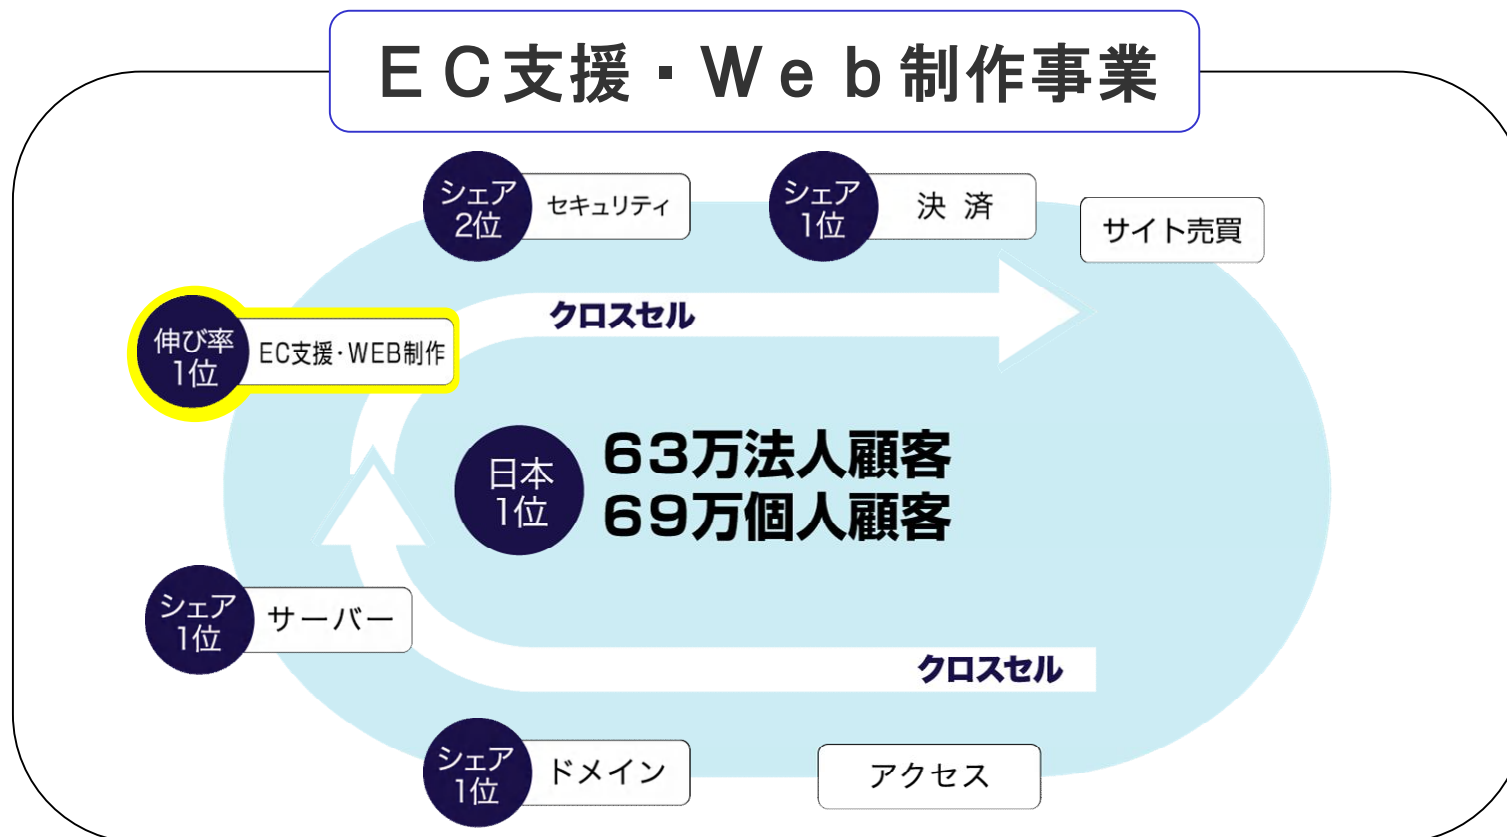 ＥＣ支援・Ｗｅｂ制作事業
シェア
2位
セキュリティ
シェア
1位
決 済
サイト売買
クロスセル
伸び率
1位
EC支援・WEB制作
日本
1位
６３万法人顧客
６９万個人顧客
シェア
1位
サーバー
クロスセル
シェア
1位
ドメイン
アクセス